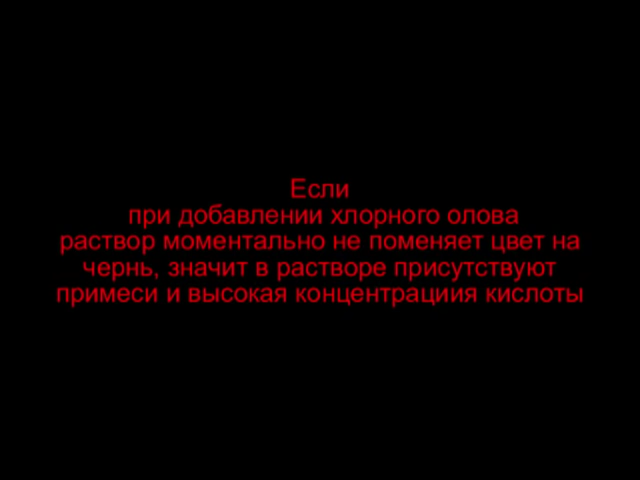 Если
при добавлении хлорного олова
раствор моментально не поменяет цвет на
чернь, значит в растворе присутствуют
примеси и высокая концентрациия кислоты